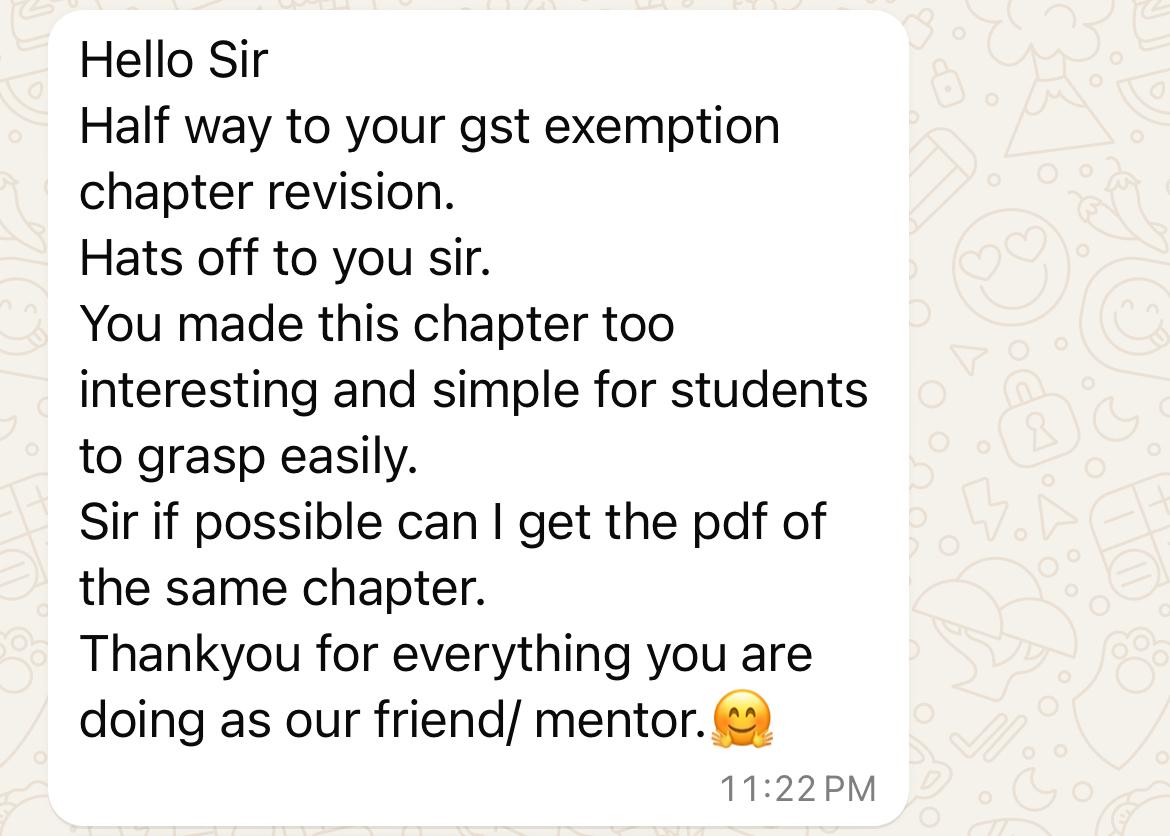 Hello Sir
Half way to your gst exemption
chapter revision.
Hats off to you sir.
You made this chapter too
interesting and simple for students
to grasp easily.
Sir if possible can I get the pdf of
the same chapter.
Thankyou for everything you are
doing as our friend/ mentor.🤗
11:22 PM